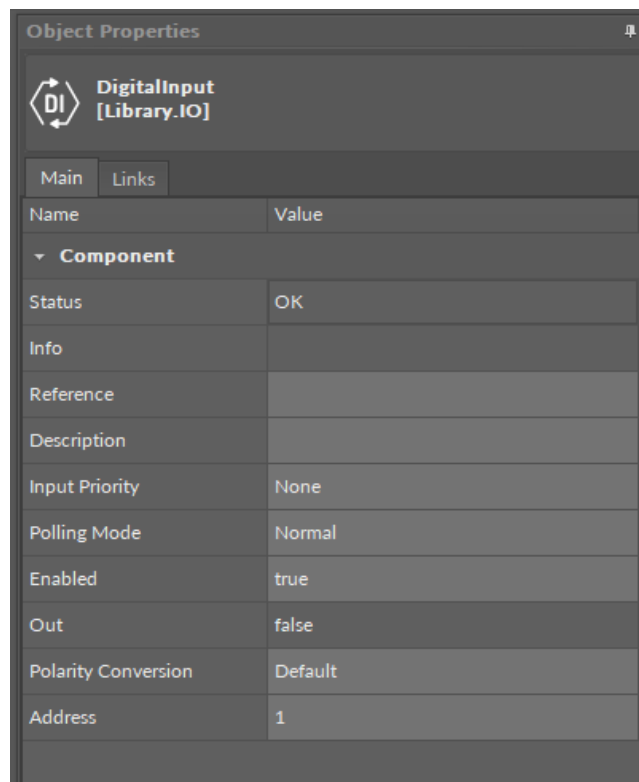 Object Properties
DI
DigitalInput
[Library.IO]
Main Links
Name Value
Component
Status OK
Info
Reference
Description
Input Priority None
Polling Mode Normal
Enabled true
Out false
Polarity Conversion Default
Address 1